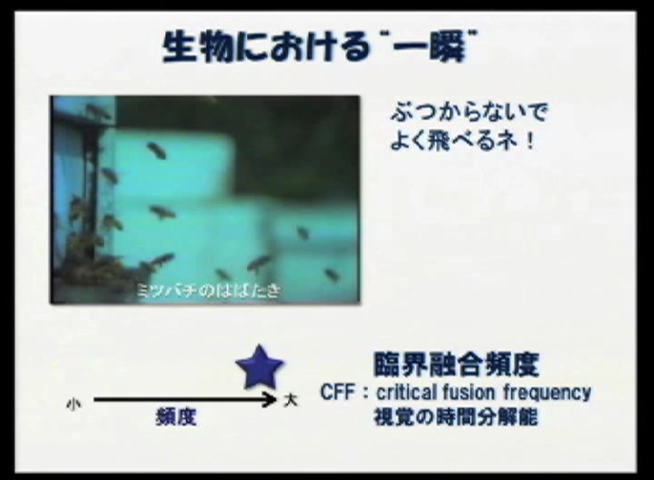 生物における"一瞬"
ぶつからないで
よく飛べるネ！
ミツバチのはばたき
小
大
頻度
臨界融合頻度
CFF：critical fusion frequency
視覚の時間分解能